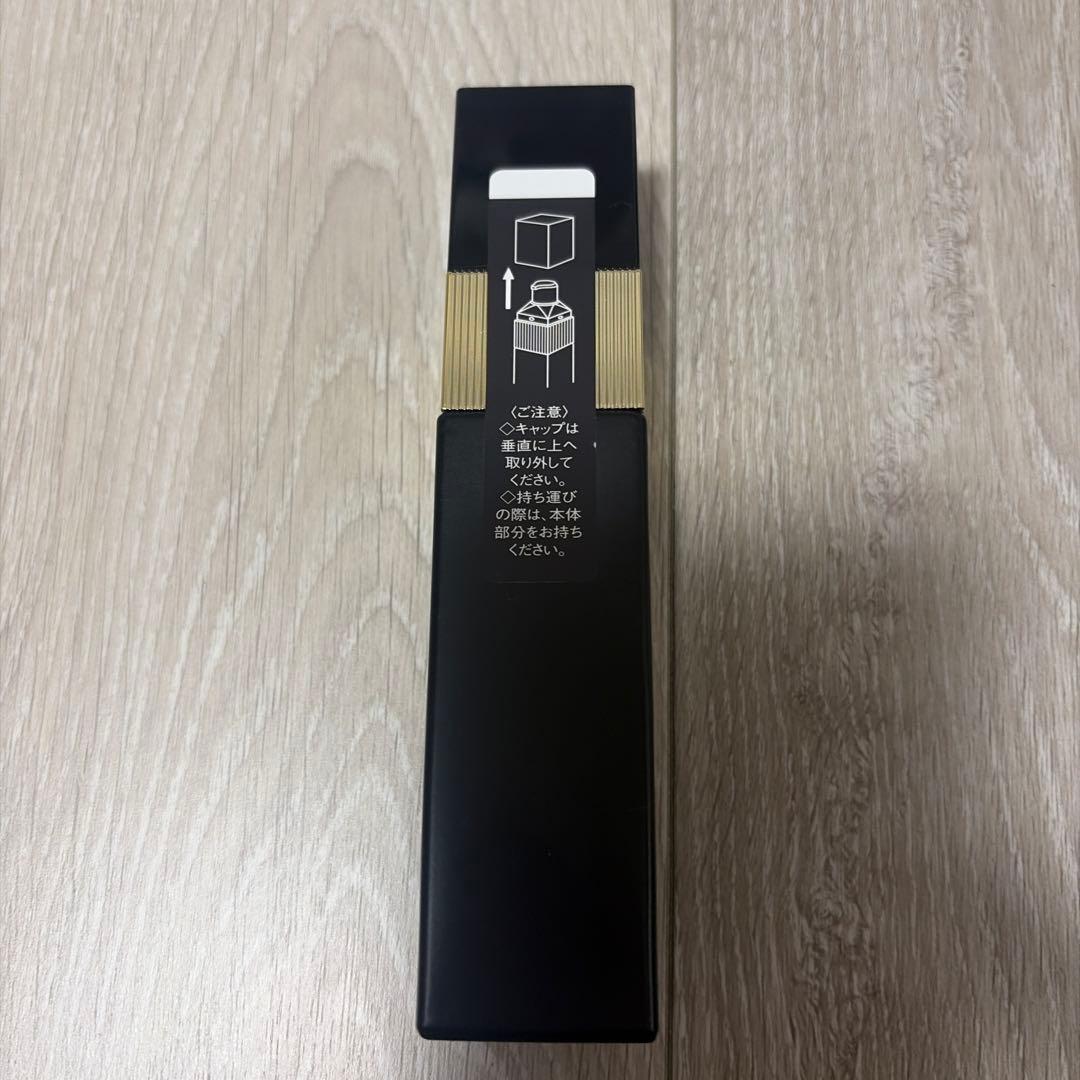 〈ご注意〉
◇キャップは
垂直に上へ
取り外して
ください。
◇持ち運び
の際は、本体
部分をお持ち
ください。